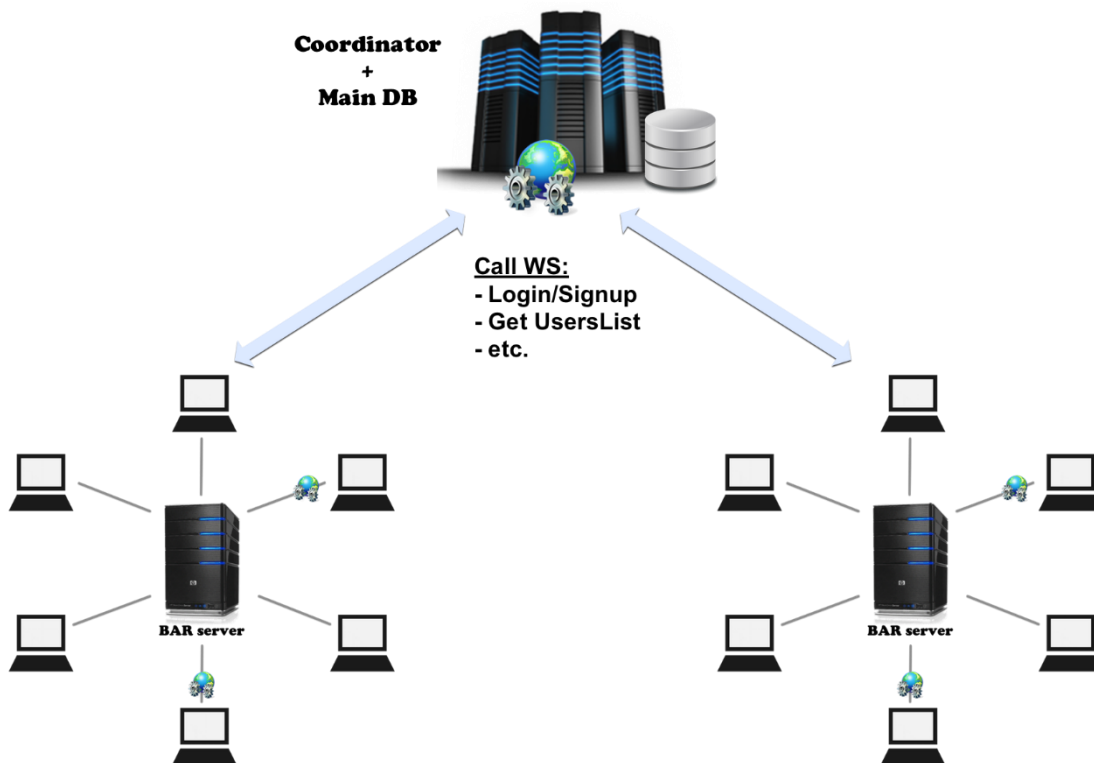 Coordinator
+
Main DB
Call WS:
- Login/Signup
- Get UsersList
- etc.
BAR server
BAR server